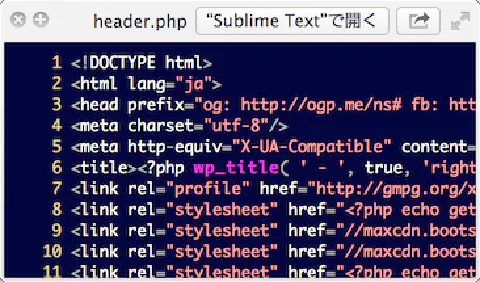 header.php "Sublime Text"で開く
1 <!DOCTYPE html>
2 <html lang="ja">
3 <head prefix="og: http://ogp.me/ns# fb: htt
4 <meta charset="utf-8"/>
5 <meta http-equiv="X-UA-Compatible" content=
6 <title><?php wp_title( ' - ', true, 'right
7 <link rel="profile" href="http://gmpg.org/x
8 <link rel="stylesheet" href="<?php echo get
9 <link rel="stylesheet" href="//maxcdn.boots
10 <link rel="stylesheet" href="//maxcdn.boots
11 <link rel="stylesheet" href="<?php echo get